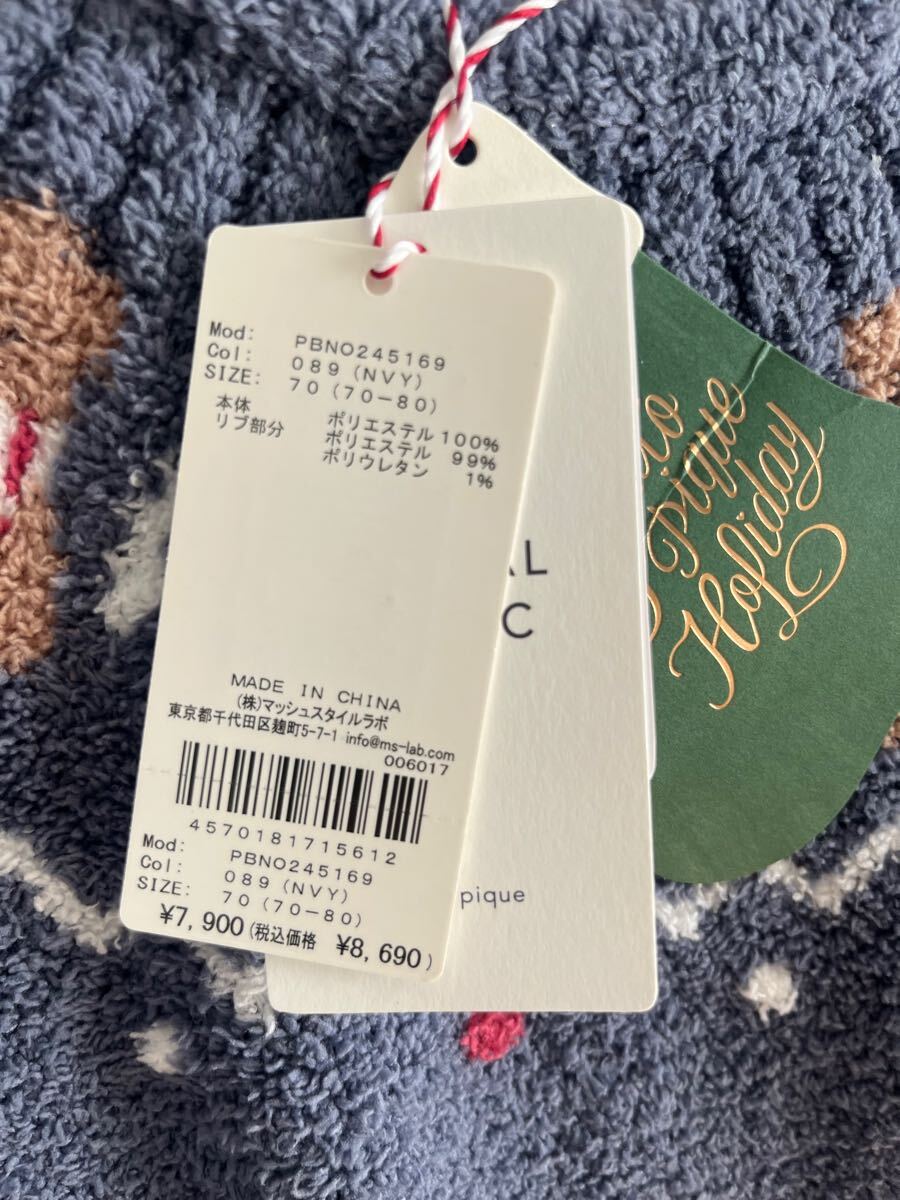 Mod: PBNO245169
Col: 089 (NVY)
SIZE: 70 (70-80)
本体 ポリエステル 100%
リブ部分 ポリエステル 99%
ポリウレタン 1%
MADE IN CHINA
(株)マッシュスタイルラボ
東京都千代田区麹町5-7-1 info@ms-lab.com
006017
4570181715612
Mod: PBNO245169
Col: 089 (NVY)
SIZE: 70 (70-80)
¥7,900 (税込価格 ¥8,690)
AL
C
pique
Pique
Holiday